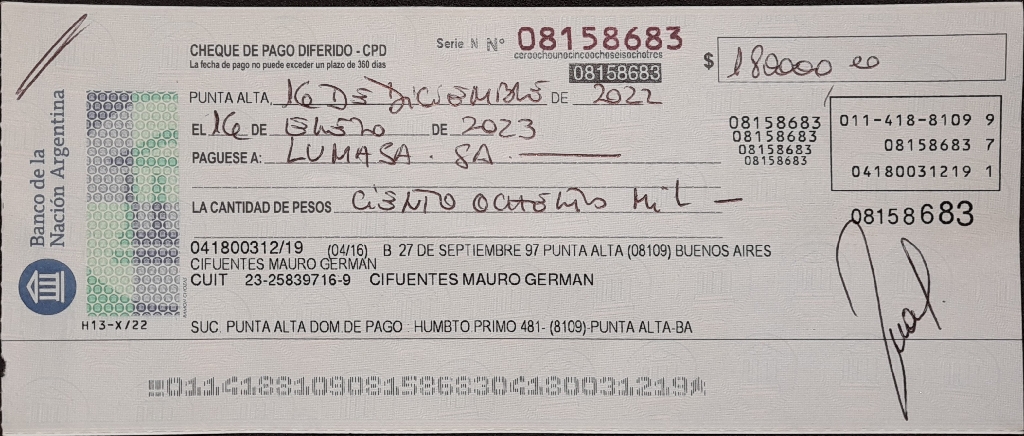 CHEQUE DE PAGO DIFERIDO - CPD
La fecha de pago no puede exceder un plazo de 360 días
Serie N Nº 08158683
ceroochounocincoochoseisochotres
08158683
$ 180000 00
PUNTA ALTA, 16 DE DICIEMBRE DE 2022
EL 16 DE ENERO DE 2023
PAGUESE A: LUMASA. SA.
LA CANTIDAD DE PESOS CIENTO OCHENTA MIL
08158683
08158683
08158683
08158683
011-418-8109 9
08158683 7
04180031219 1
08158683
041800312/19 (04/16) B 27 DE SEPTIEMBRE 97 PUNTA ALTA (08109) BUENOS AIRES
CIFUENTES MAURO GERMAN
CUIT 23-25839716-9 CIFUENTES MAURO GERMAN
SUC. PUNTA ALTA DOM DE PAGO : HUMBTO PRIMO 481- (8109)-PUNTA ALTA-BA
Banco de la
Nación Argentina
H13-X/22
01141881090815868304180031219